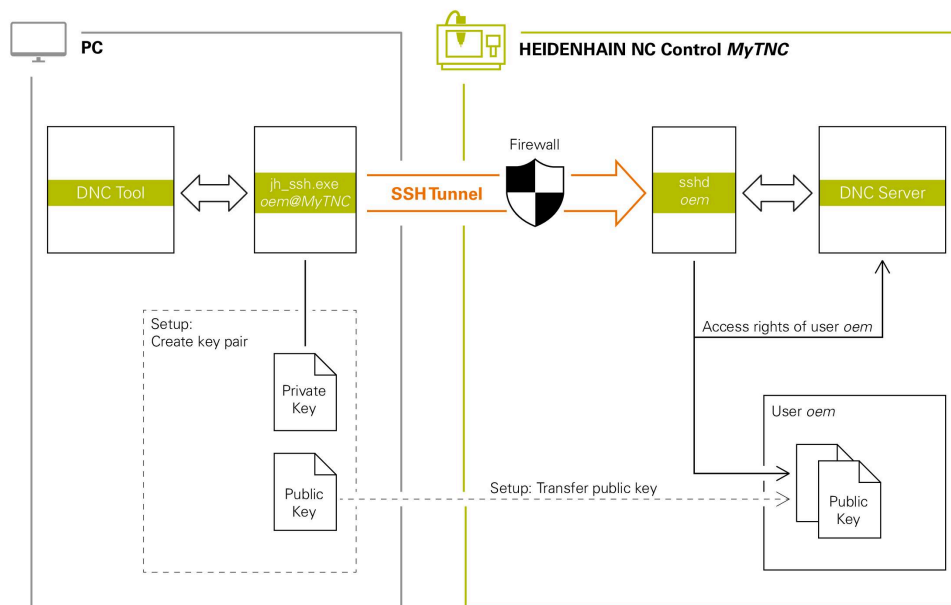 PC
HEIDENHAIN NC Control MyTNC
DNC Tool
jh_ssh.exe
oem@MyTNC
SSH Tunnel
Firewall
sshd
oem
DNC Server
Setup:
Create key pair
Private
Key
Public
Key
Access rights of user oem
Setup: Transfer public key
User oem
Public
Key